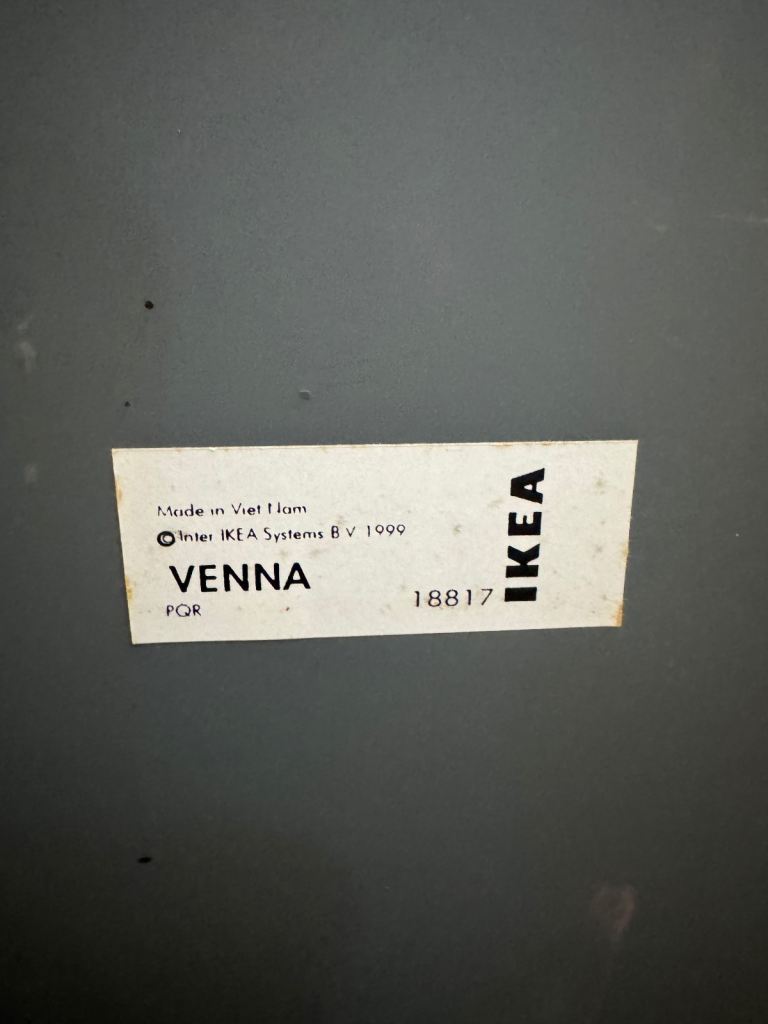 Made in Viet Nam
© Inter IKEA Systems B V 1999
VENNA
PQR
18817
IKEA